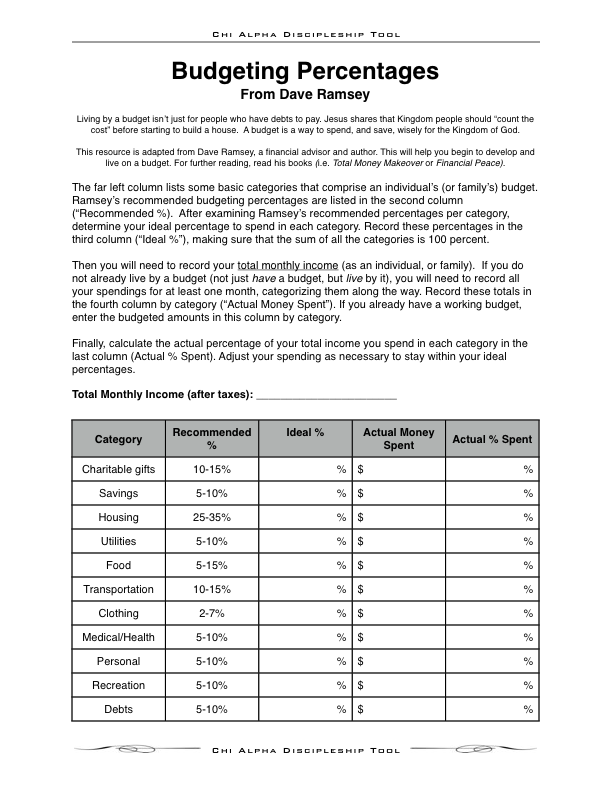 Chi Alpha Discipleship Tool
Budgeting Percentages
From Dave Ramsey
Living by a budget isn't just for people who have debts to pay. Jesus shares that Kingdom people should "count the
cost" before starting to build a house.  A budget is a way to spend, and save, wisely for the Kingdom of God.
This resource is adapted from Dave Ramsey, a financial advisor and author. This will help you begin to develop and
live on a budget. For further reading, read his books (i.e. Total Money Makeover or Financial Peace).
The far left column lists some basic categories that comprise an individual's (or family's) budget.
Ramsey's recommended budgeting percentages are listed in the second column
("Recommended %).  After examining Ramsey's recommended percentages per category,
determine your ideal percentage to spend in each category. Record these percentages in the
third column ("Ideal %"), making sure that the sum of all the categories is 100 percent.
Then you will need to record your total monthly income (as an individual, or family).  If you do
not already live by a budget (not just have a budget, but live by it), you will need to record all
your spendings for at least one month, categorizing them along the way. Record these totals in
the fourth column by category ("Actual Money Spent"). If you already have a working budget,
enter the budgeted amounts in this column by category.
Finally, calculate the actual percentage of your total income you spend in each category in the
last column (Actual % Spent). Adjust your spending as necessary to stay within your ideal
percentages.
Total Monthly Income (after taxes): _______________________
Category Recommended % Ideal % Actual Money Spent Actual % Spent
Charitable gifts 10-15% % $ %
Savings 5-10% % $ %
Housing 25-35% % $ %
Utilities 5-10% % $ %
Food 5-15% % $ %
Transportation 10-15% % $ %
Clothing 2-7% % $ %
Medical/Health 5-10% % $ %
Personal 5-10% % $ %
Recreation 5-10% % $ %
Debts 5-10% % $ %
Chi Alpha Discipleship Tool